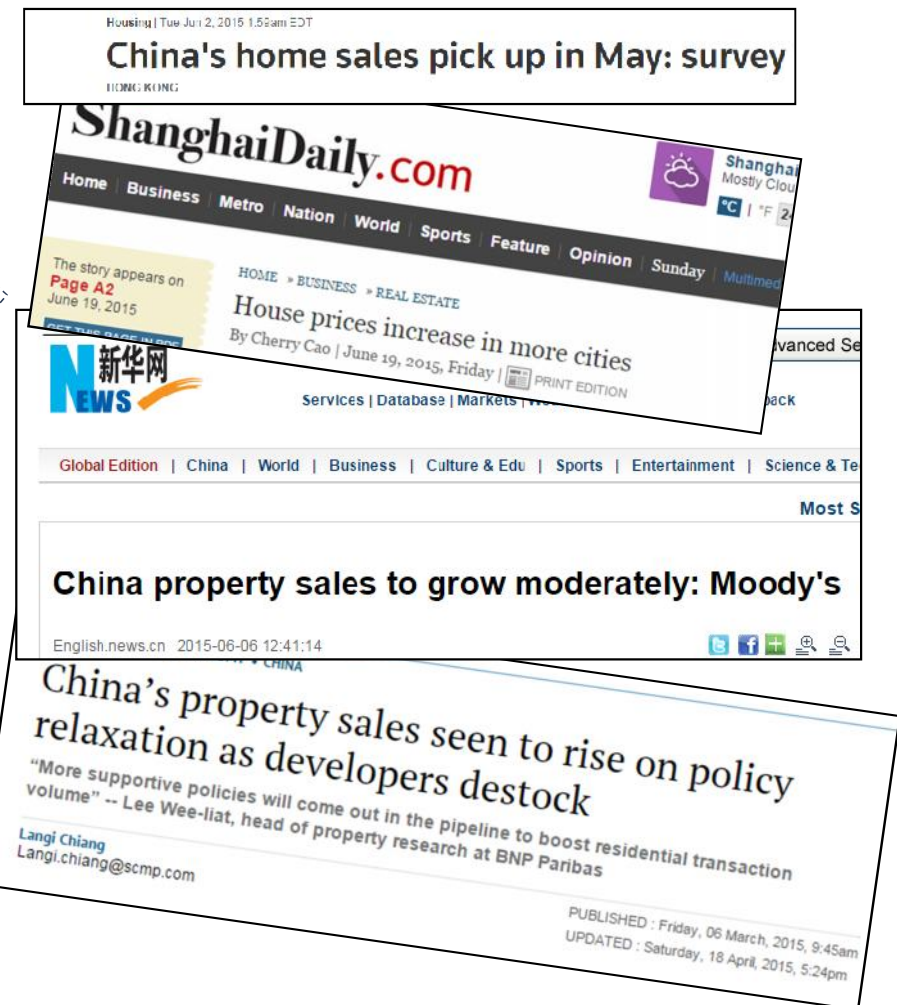 Housing | Tue Jun 2, 2015 1:59am EDT
China's home sales pick up in May: survey
HONG KONG
ShanghaiDaily.com
Shanghai
Mostly Clou
°C | °F 24
Home | Business | Metro | Nation | World | Sports | Feature | Opinion | Sunday | Multimed
The story appears on
Page A2
June 19, 2015
GET THIS PAGE IN PDF
HOME » BUSINESS » REAL ESTATE
House prices increase in more cities
By Cherry Cao | June 19, 2015, Friday | PRINT EDITION
新华网
NEWS
vanced Se
Services | Database | Markets |
back
Global Edition | China | World | Business | Culture & Edu | Sports | Entertainment | Science & Te
Most S
China property sales to grow moderately: Moody's
English.news.cn 2015-06-06 12:41:14
CHINA
China's property sales seen to rise on policy
relaxation as developers destock
“More supportive policies will come out in the pipeline to boost residential transaction
volume” -- Lee Wee-liat, head of property research at BNP Paribas
Langi Chiang
Langi.chiang@scmp.com
PUBLISHED : Friday, 06 March, 2015, 9:45am
UPDATED : Saturday, 18 April, 2015, 5:24pm